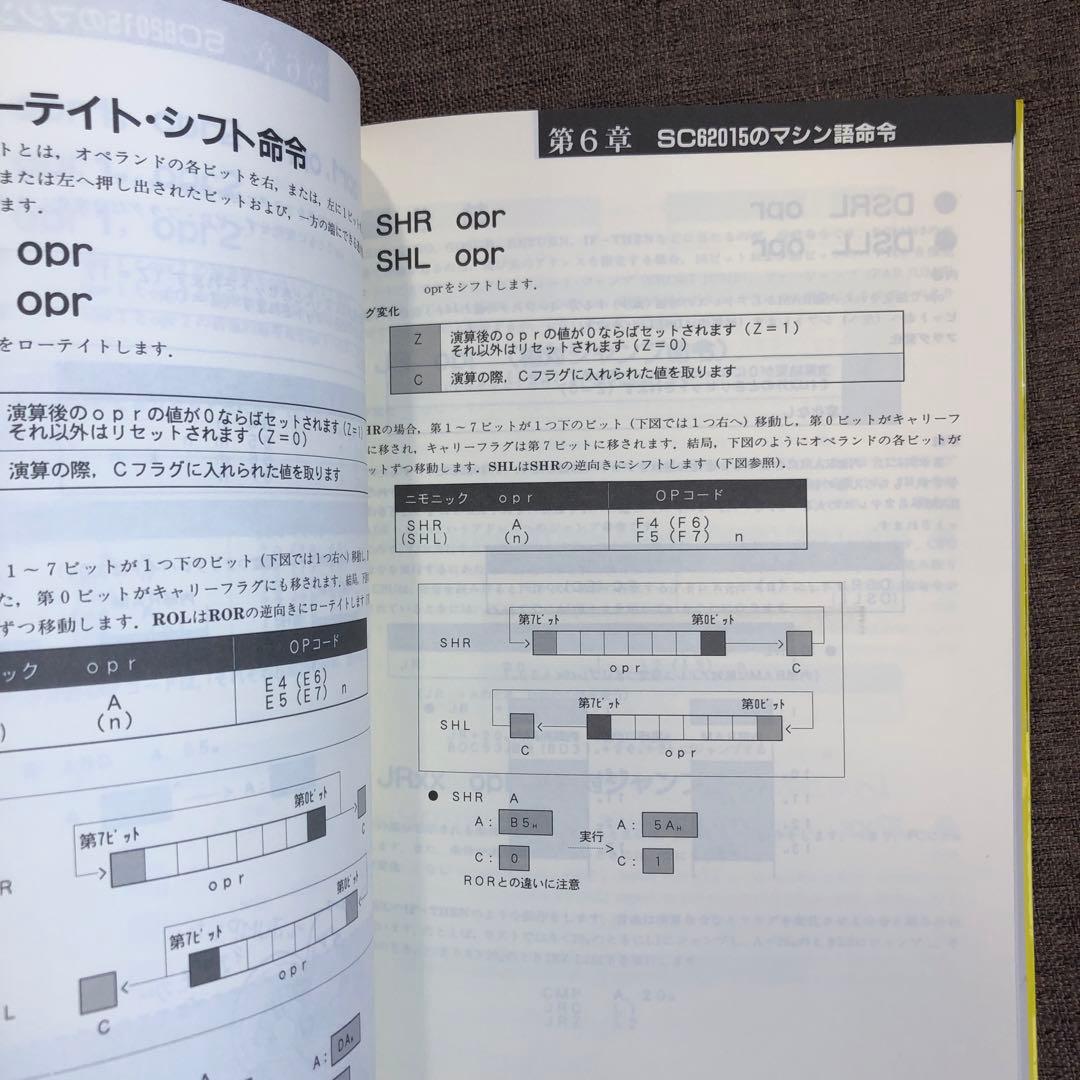 ーテイト・シフト命令
トとは，オペランドの各ビットを右，または，左に1ビット
または左へ押し出されたビットおよび，一方の端にできる
ます．
opr
opr
をローテイトします．
演算後のｏｐｒの値が０ならばセットされます（Z=1
それ以外はリセットされます（Z=0）
演算の際，Ｃフラグに入れられた値を取ります
１～７ビットが１つ下のビット（下図では１つ右へ）移動し
た，第０ビットがキャリーフラグにも移されます．結局，下図
ずつ移動します．ROLはRORの逆向きにローテイトします
ック opr OPコード
A E4（E6）
) （n） E5（E7） n
第7ビット 第0ビット
R
opr
C
第7ビット 第0ビット
L
opr
C
A： DAH
第６章 SC62015のマシン語命令
SHR opr
SHL opr
oprをシフトします．
グ変化
Z 演算後のｏｐｒの値が０ならばセットされます（Z=1）
それ以外はリセットされます（Z=0）
C 演算の際，Ｃフラグに入れられた値を取ります
HRの場合，第１～７ビットが１つ下のビット（下図では１つ右へ）移動し，第０ビットがキャリーフ
に移され，キャリーフラグは第７ビットに移されます．結局，下図のようにオペランドの各ビットが
ットずつ移動します．SHLはSHRの逆向きにシフトします（下図参照）．
ニモニック opr OPコード
SHR A F4（F6）
（SHL） （n） F5（F7） n
第7ビット 第0ビット
SHR
opr C
第7ビット 第0ビット
SHL
C opr
● SHR A
A： B5H 実行 A： 5AH
C： 0 C： 1
RORとの違いに注意